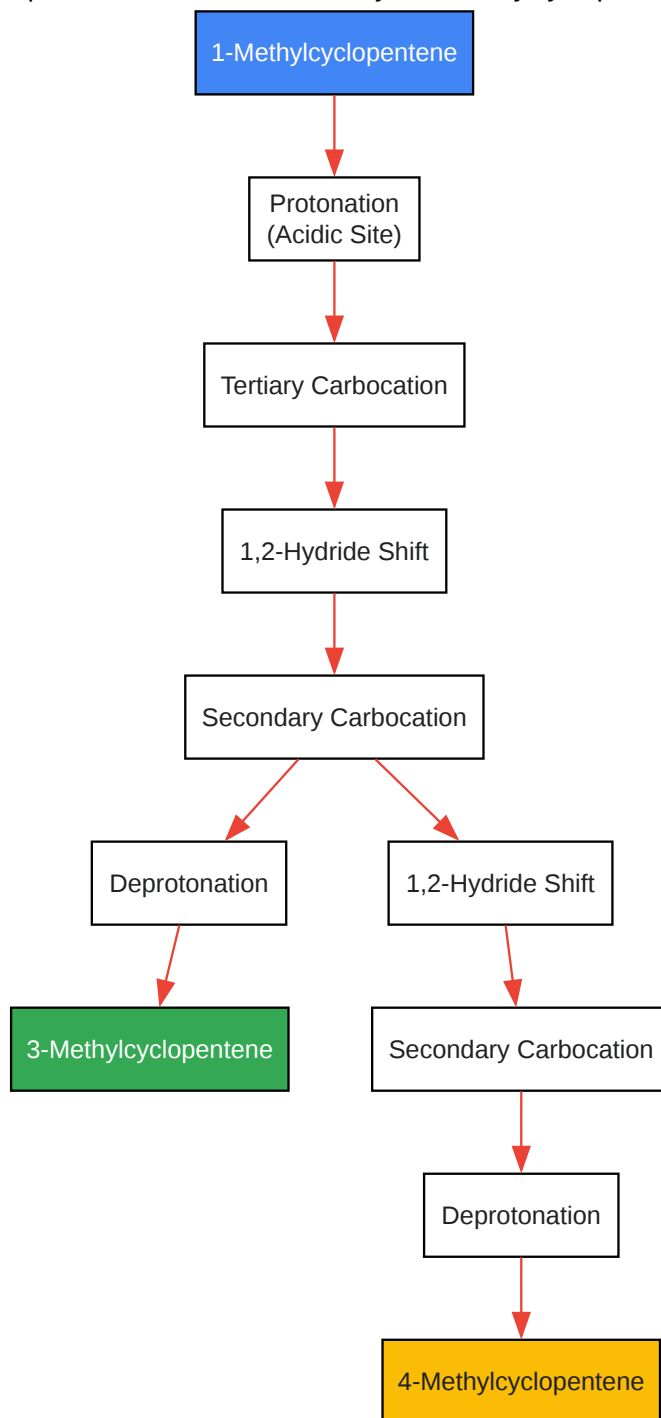 1-Methylcyclopentene
Protonation
(Acidic Site)
Tertiary Carbocation
1,2-Hydride Shift
Secondary Carbocation
Deprotonation
1,2-Hydride Shift
3-Methylcyclopentene
Secondary Carbocation
Deprotonation
4-Methylcyclopentene